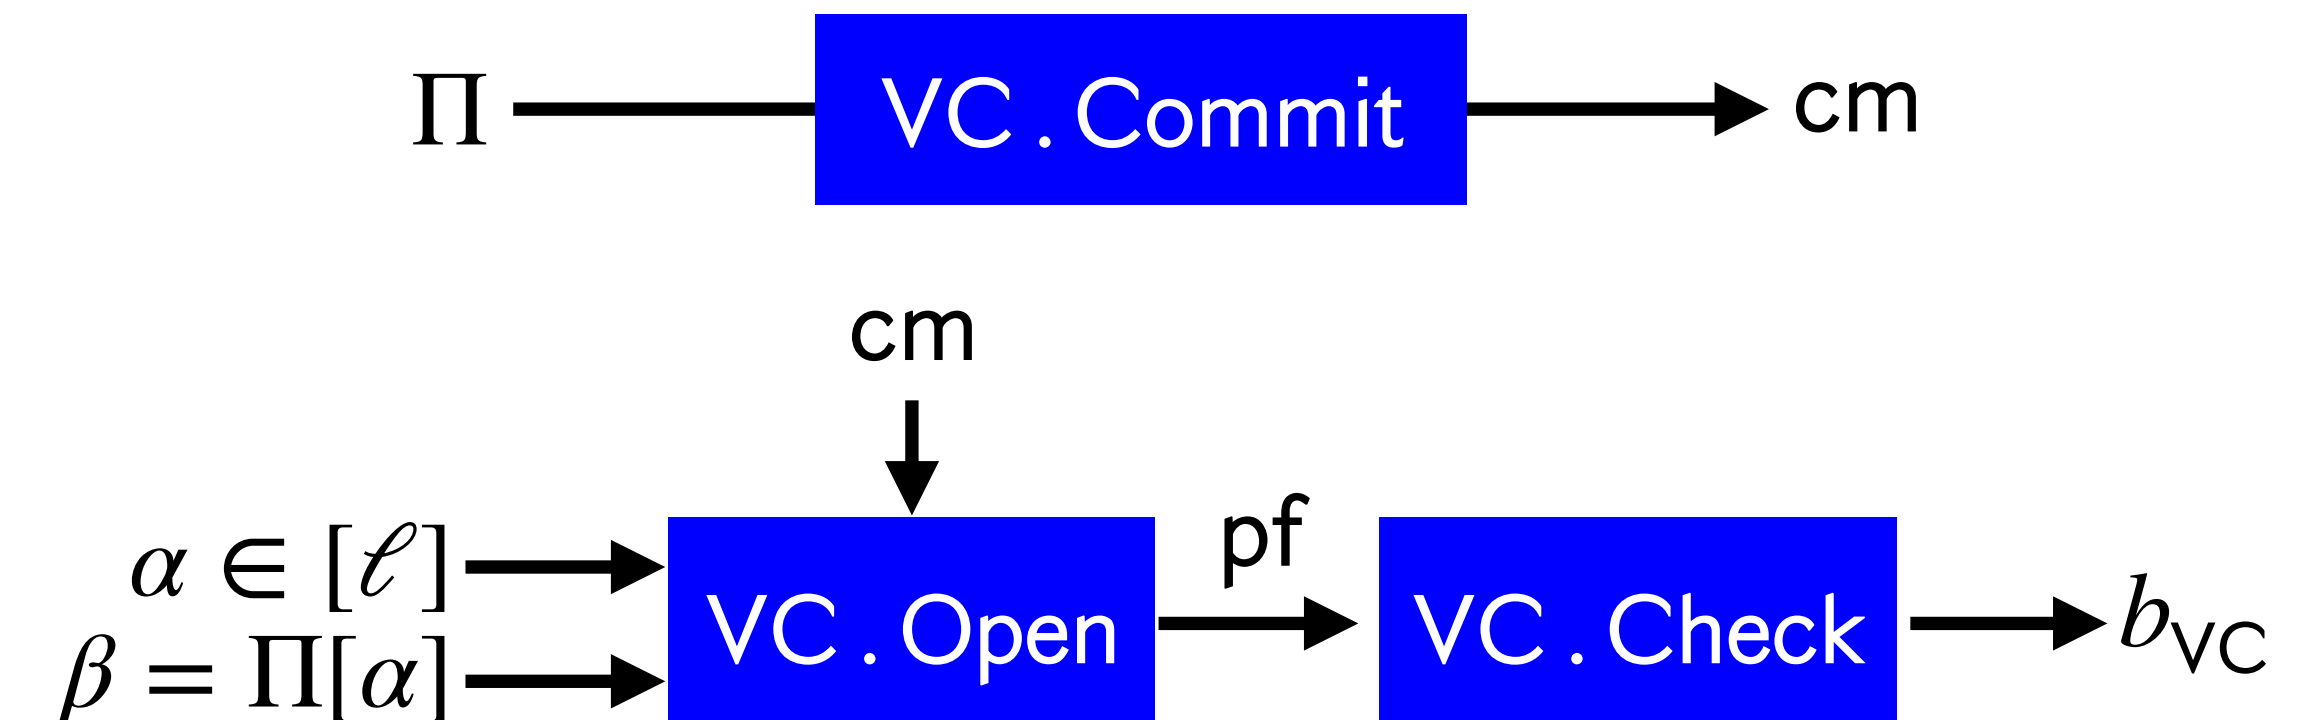 Π VC.Commit cm
cm
α ∈ [ℓ] pf
VC.Open VC.Check b_VC
β = Π[α]